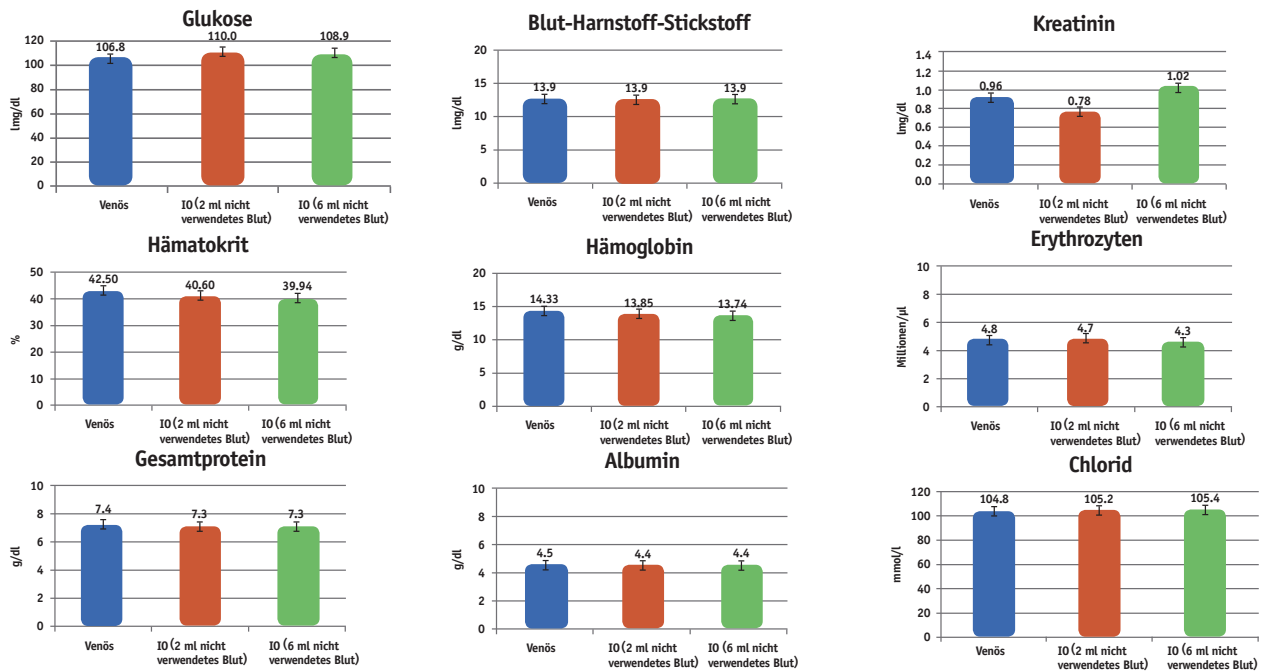 Glukose
lmg/dl
120
100
80
60
40
20
0
106.8
110.0
108.9
Venös
IO (2 ml nicht
verwendetes Blut)
IO (6 ml nicht
verwendetes Blut)
Blut-Harnstoff-Stickstoff
lmg/dl
20
15
10
5
0
13.9
13.9
13.9
Venös
IO (2 ml nicht
verwendetes Blut)
IO (6 ml nicht
verwendetes Blut)
Kreatinin
lmg/dl
1.4
1.2
1.0
0.8
0.6
0.4
0.2
0.0
0.96
0.78
1.02
Venös
IO (2 ml nicht
verwendetes Blut)
IO (6 ml nicht
verwendetes Blut)
Hämatokrit
%
50
40
30
20
10
0
42.50
40.60
39.94
Venös
IO (2 ml nicht
verwendetes Blut)
IO (6 ml nicht
verwendetes Blut)
Hämoglobin
g/dl
20
15
10
5
0
14.33
13.85
13.74
Venös
IO (2 ml nicht
verwendetes Blut)
IO (6 ml nicht
verwendetes Blut)
Erythrozyten
Millionen/µl
10
8
6
4
2
0
4.8
4.7
4.3
Venös
IO (2 ml nicht
verwendetes Blut)
IO (6 ml nicht
verwendetes Blut)
Gesamtprotein
g/dl
10
8
6
4
2
0
7.4
7.3
7.3
Venös
IO (2 ml nicht
verwendetes Blut)
IO (6 ml nicht
verwendetes Blut)
Albumin
g/dl
10
8
6
4
2
0
4.5
4.4
4.4
Venös
IO (2 ml nicht
verwendetes Blut)
IO (6 ml nicht
verwendetes Blut)
Chlorid
mmol/l
120
100
80
60
40
20
0
104.8
105.2
105.4
Venös
IO (2 ml nicht
verwendetes Blut)
IO (6 ml nicht
verwendetes Blut)